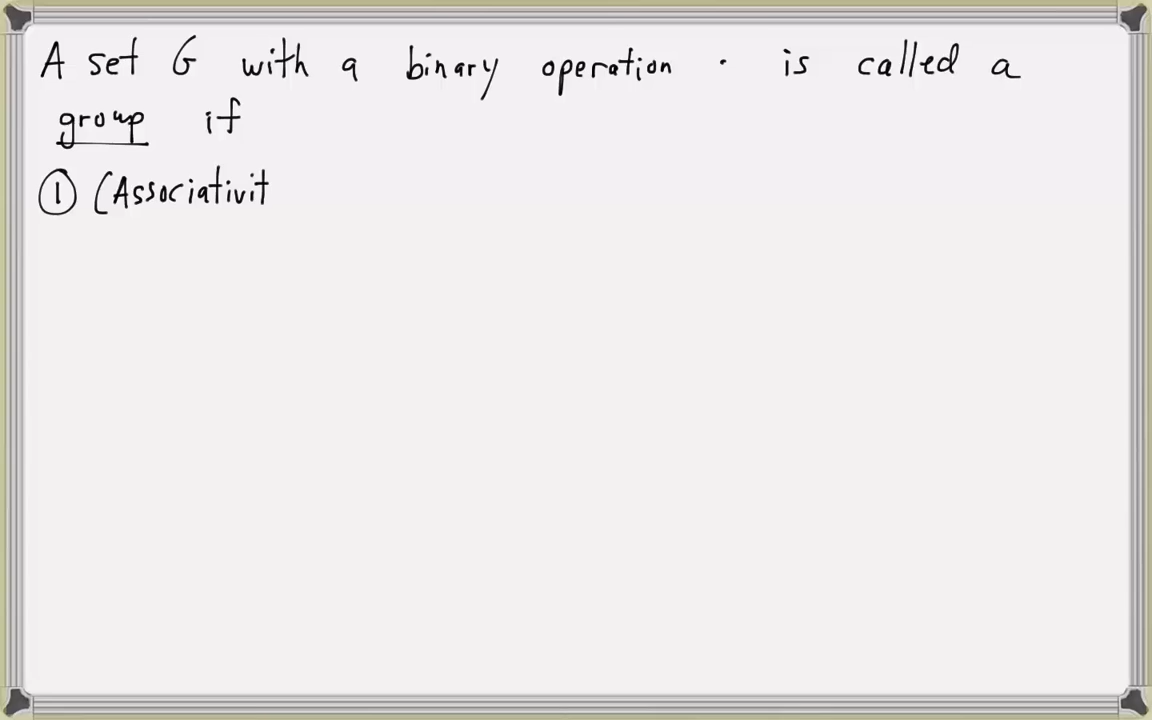 A set G with a binary operation · is called a
group if
① (Associativit